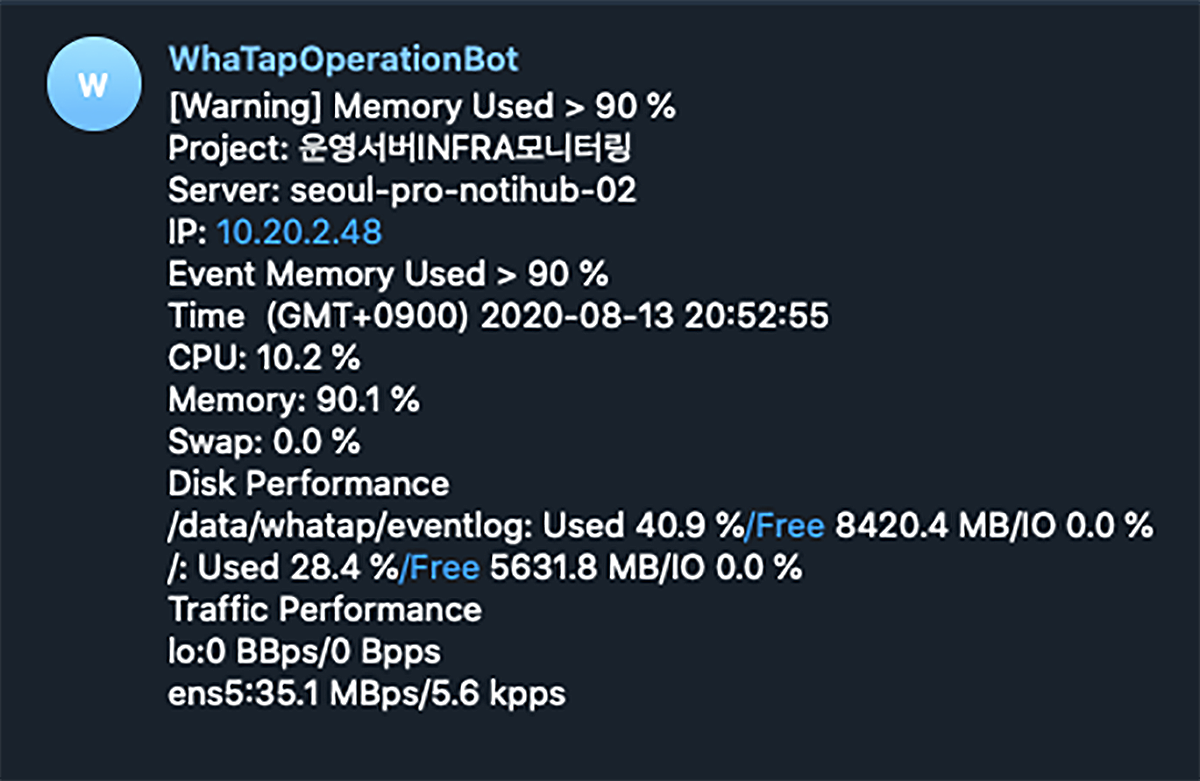 W
WhaTapOperationBot
[Warning] Memory Used > 90 %
Project: 운영서버INFRA모니터링
Server: seoul-pro-notihub-02
IP: 10.20.2.48
Event Memory Used > 90 %
Time  (GMT+0900) 2020-08-13 20:52:55
CPU: 10.2 %
Memory: 90.1 %
Swap: 0.0 %
Disk Performance
/data/whatap/eventlog: Used 40.9 %/Free 8420.4 MB/IO 0.0 %
/: Used 28.4 %/Free 5631.8 MB/IO 0.0 %
Traffic Performance
lo:0 BBps/0 Bpps
ens5:35.1 MBps/5.6 kpps